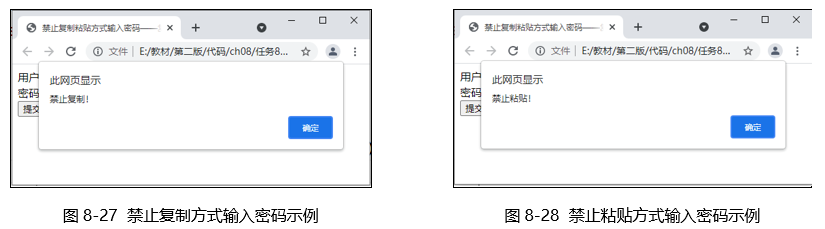 禁止复制粘贴方式输入密码——
文件 | E:/教材/第二版/代码/ch08/任务8...
用户
密码
提交
此网页显示
禁止复制！
确定
图 8-27 禁止复制方式输入密码示例
禁止复制粘贴方式输入密码——
文件 | E:/教材/第二版/代码/ch08/任务8...
用户
密码
提交
此网页显示
禁止粘贴！
确定
图 8-28 禁止粘贴方式输入密码示例